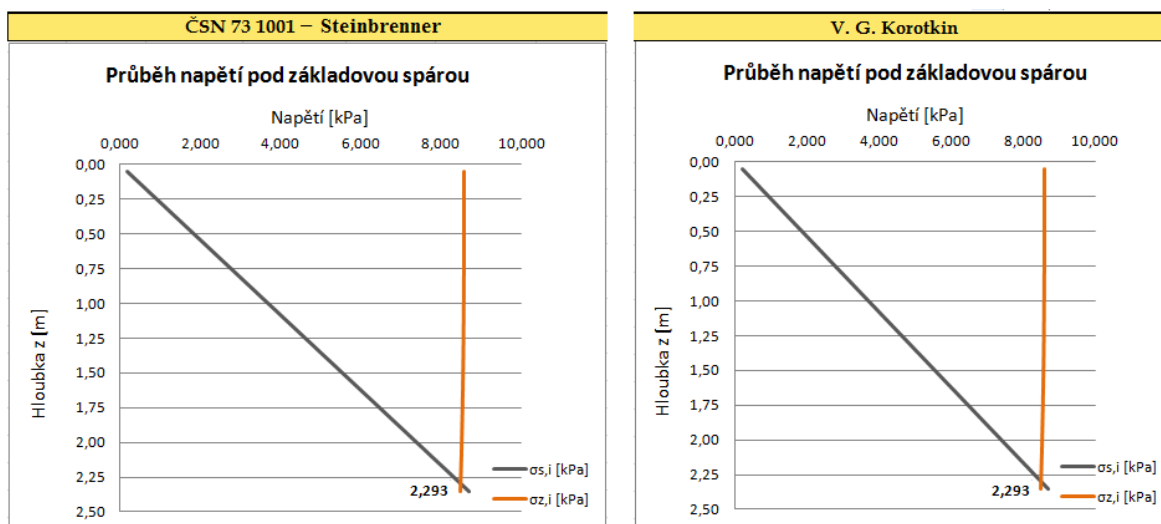 ČSN 73 1001 – Steinbrenner
Průběh napětí pod základovou spárou
Napětí [kPa]
0,000 2,000 4,000 6,000 8,000 10,000
0,00
0,25
0,50
0,75
1,00
1,25
1,50
1,75
2,00
2,25
2,50
Hloubka z [m]
2,293
σs,i [kPa]
σz,i [kPa]
V. G. Korotkin
Průběh napětí pod základovou spárou
Napětí [kPa]
0,000 2,000 4,000 6,000 8,000 10,000
0,00
0,25
0,50
0,75
1,00
1,25
1,50
1,75
2,00
2,25
2,50
Hloubka z [m]
2,293
σs,i [kPa]
σz,i [kPa]